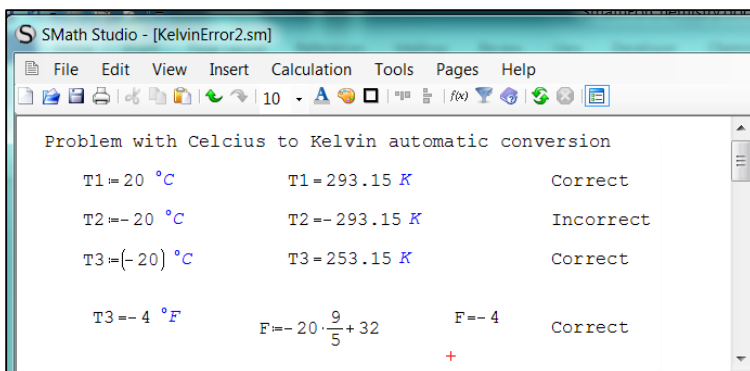 SMath Studio - [KelvinError2.sm]
File Edit View Insert Calculation Tools Pages Help
10 A f(x)
Problem with Celcius to Kelvin automatic conversion
T1≔20 °C T1=293.15 K Correct
T2≔-20 °C T2=-293.15 K Incorrect
T3≔(-20) °C T3=253.15 K Correct
T3=-4 °F F≔-20·9/5+32 F=-4 Correct